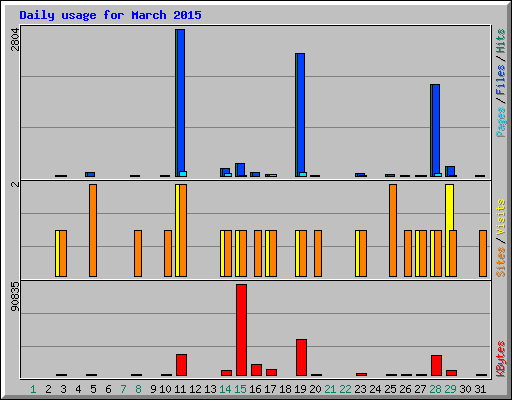 Daily usage for March 2015
2804
Pages / Files / Hits
2
Sites / Visits
90835
KBytes
1 2 3 4 5 6 7 8 9 10 11 12 13 14 15 16 17 18 19 20 21 22 23 24 25 26 27 28 29 30 31